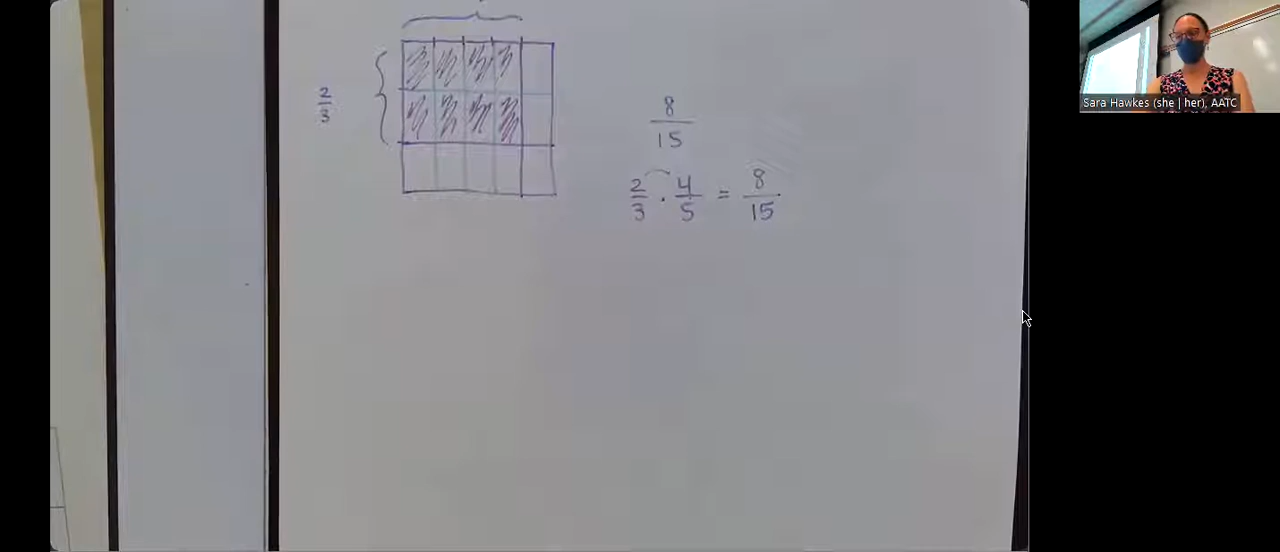 2/3
8/15
2/3 · 4/5 = 8/15
Sara Hawkes (she | her), AATC